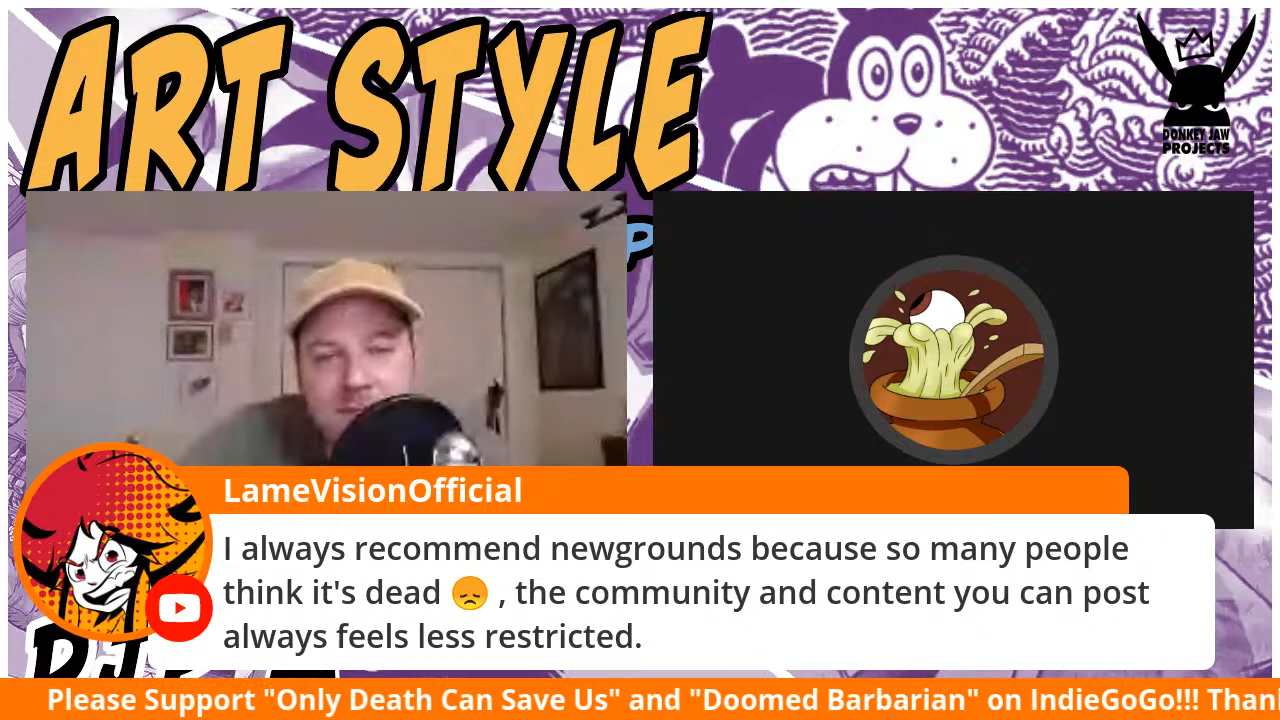 ART STYLE
DONKEY JAW
PROJECTS
P
LameVisionOfficial
I always recommend newgrounds because so many people
think it's dead 😞 , the community and content you can post
always feels less restricted.
Please Support "Only Death Can Save Us" and "Doomed Barbarian" on IndieGoGo!!! Than